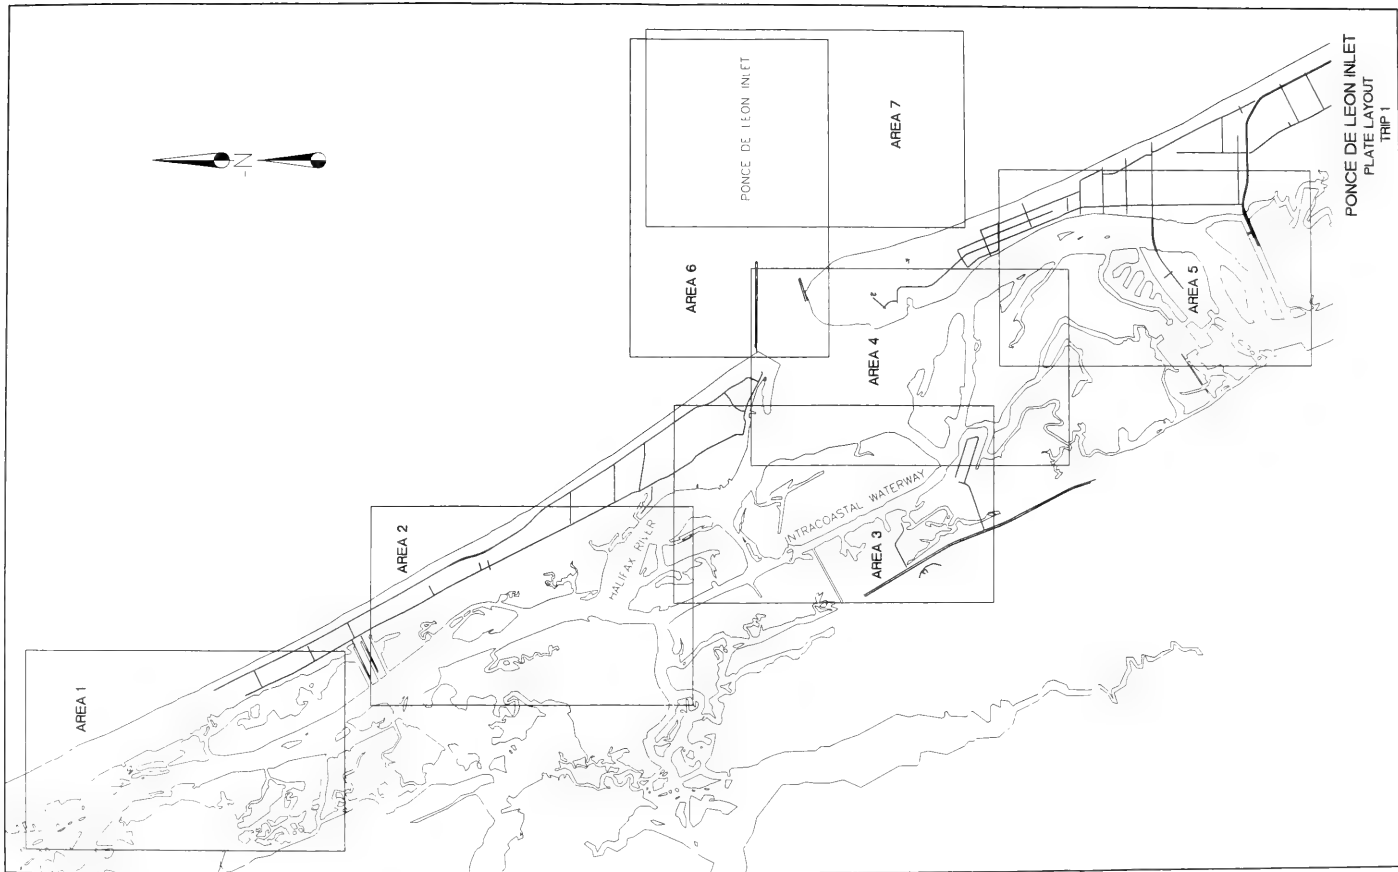 PONCE DE LEON INLET
PLATE LAYOUT
TRIP 1
AREA 1
AREA 2
HALIFAX RIVER
AREA 3
INTRACOASTAL WATERWAY
AREA 4
AREA 5
AREA 6
PONCE DE LEON INLET
AREA 7
-N